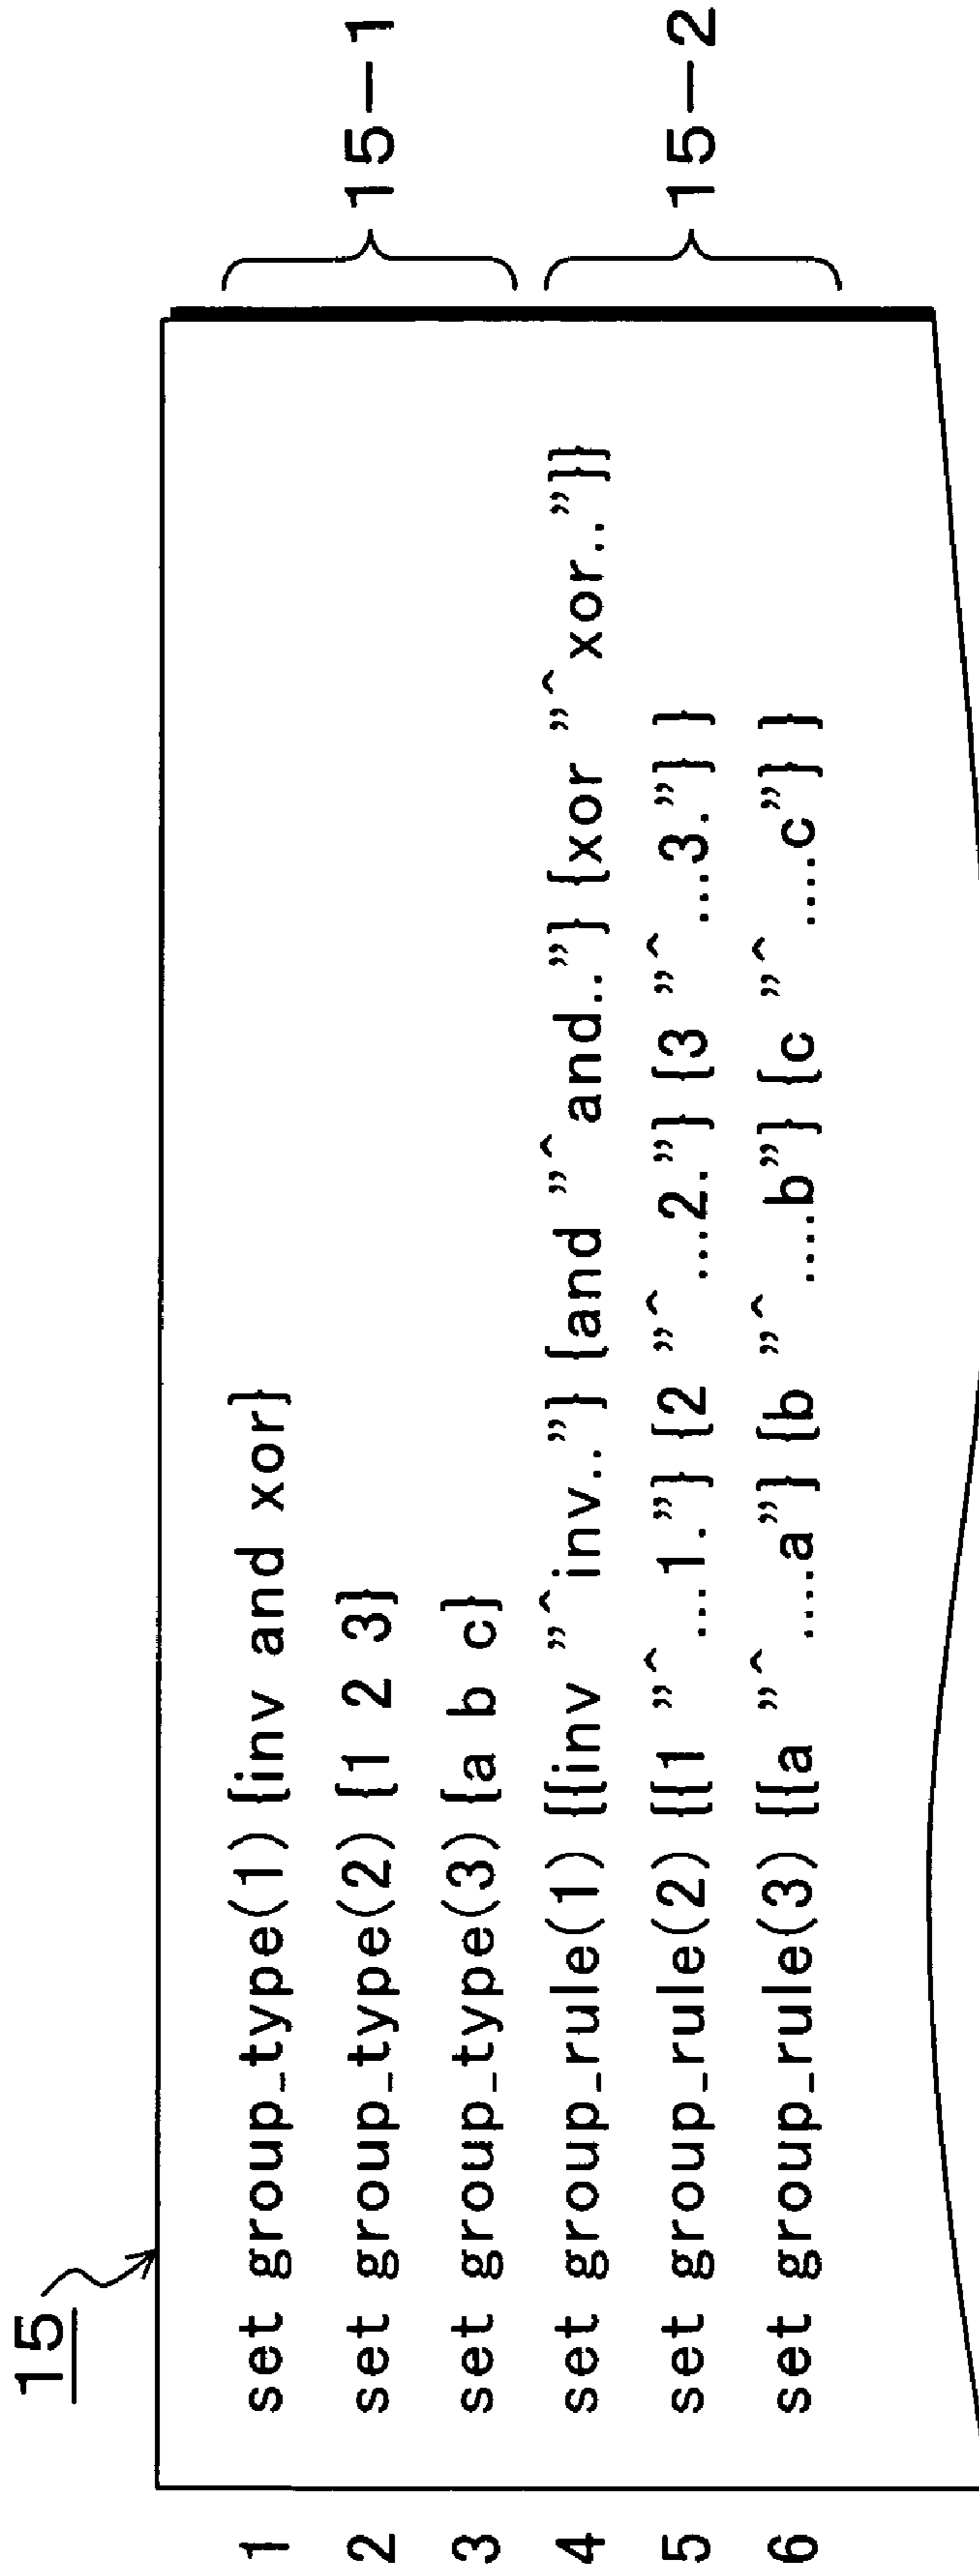 15
1 set group_type(1) {inv and xor}
2 set group_type(2) {1 2 3}
3 set group_type(3) {a b c}
15-1
4 set group_rule(1) {{inv ”^inv..”} {and ”^and..”} {xor ”^xor..”}}
5 set group_rule(2) {{1 ”^...1.”} {2 ”^...2.”} {3 ”^...3.”} }
6 set group_rule(3) {{a ”^....a”} {b ”^....b”} {c ”^....c”} }
15-2